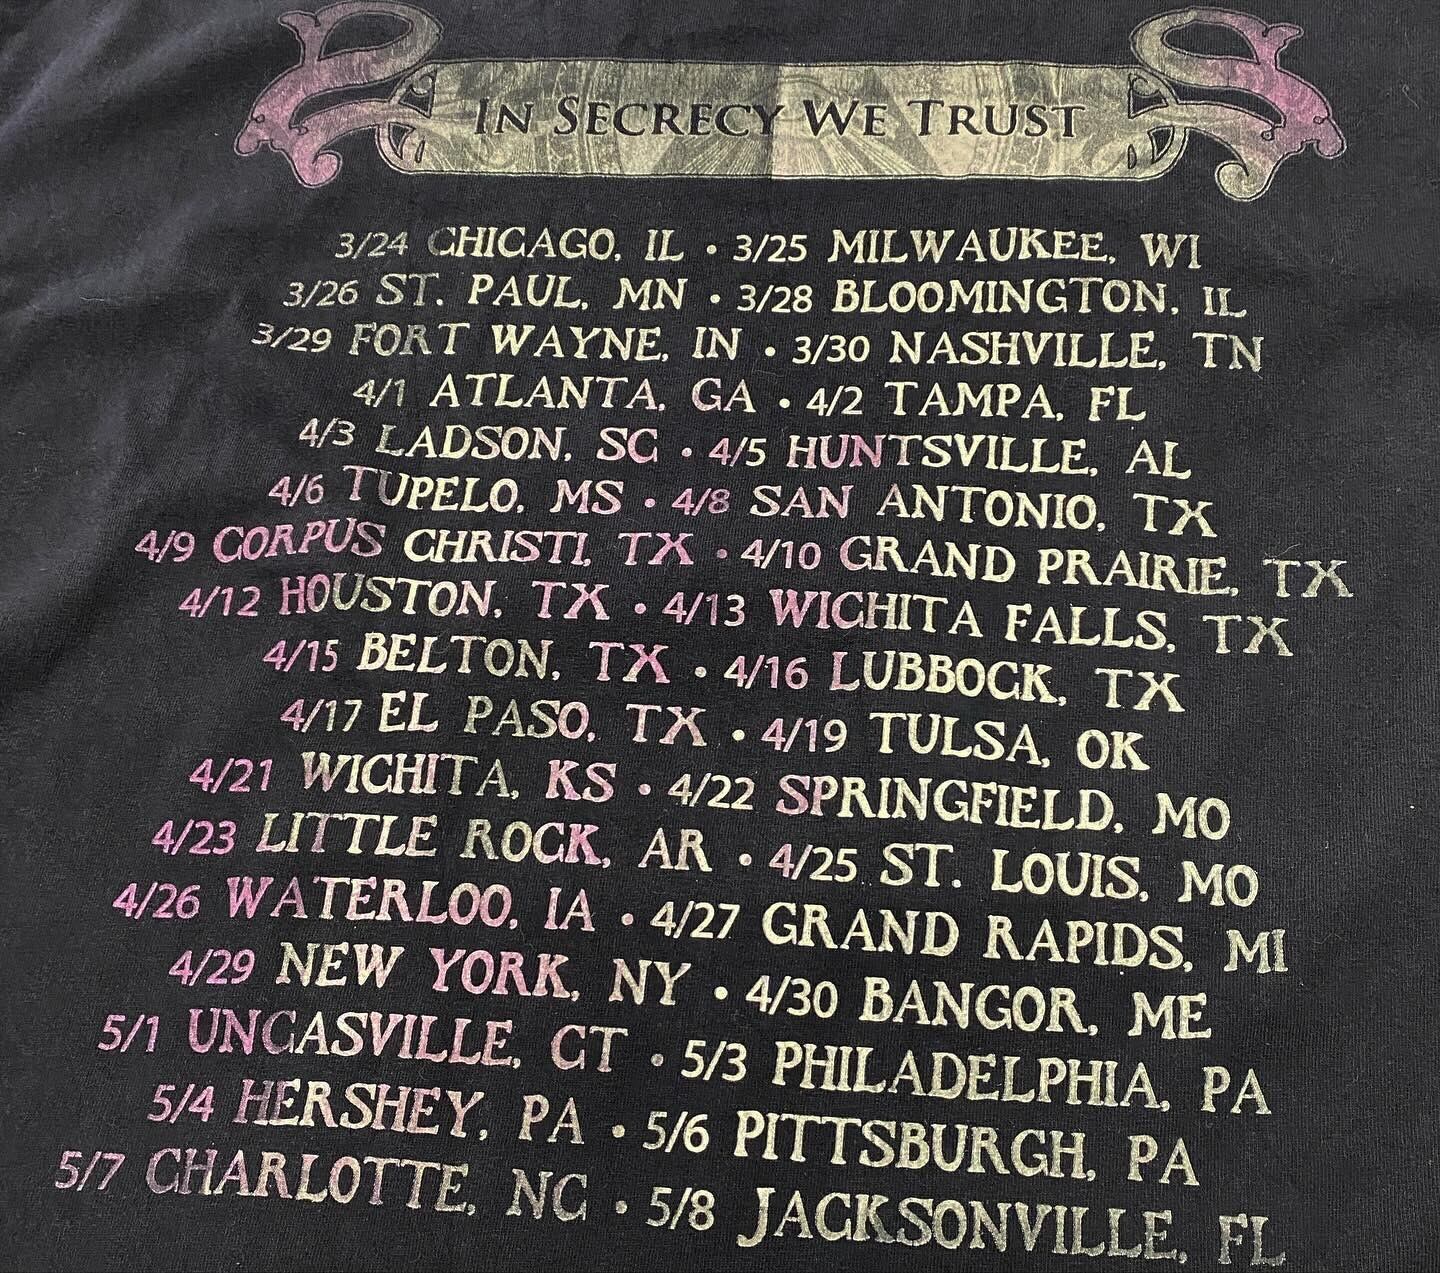 In Secrecy We Trust
3/24 CHICAGO, IL • 3/25 MILWAUKEE, WI
3/26 ST. PAUL, MN • 3/28 BLOOMINGTON, IL
3/29 FORT WAYNE, IN • 3/30 NASHVILLE, TN
4/1 ATLANTA, GA • 4/2 TAMPA, FL
4/3 LADSON, SC • 4/5 HUNTSVILLE, AL
4/6 TUPELO, MS • 4/8 SAN ANTONIO, TX
4/9 CORPUS CHRISTI, TX • 4/10 GRAND PRAIRIE, TX
4/12 HOUSTON, TX • 4/13 WICHITA FALLS, TX
4/15 BELTON, TX • 4/16 LUBBOCK, TX
4/17 EL PASO, TX • 4/19 TULSA, OK
4/21 WICHITA, KS • 4/22 SPRINGFIELD, MO
4/23 LITTLE ROCK, AR • 4/25 ST. LOUIS, MO
4/26 WATERLOO, IA • 4/27 GRAND RAPIDS, MI
4/29 NEW YORK, NY • 4/30 BANGOR, ME
5/1 UNCASVILLE, CT • 5/3 PHILADELPHIA, PA
5/4 HERSHEY, PA • 5/6 PITTSBURGH, PA
5/7 CHARLOTTE, NC • 5/8 JACKSONVILLE, FL